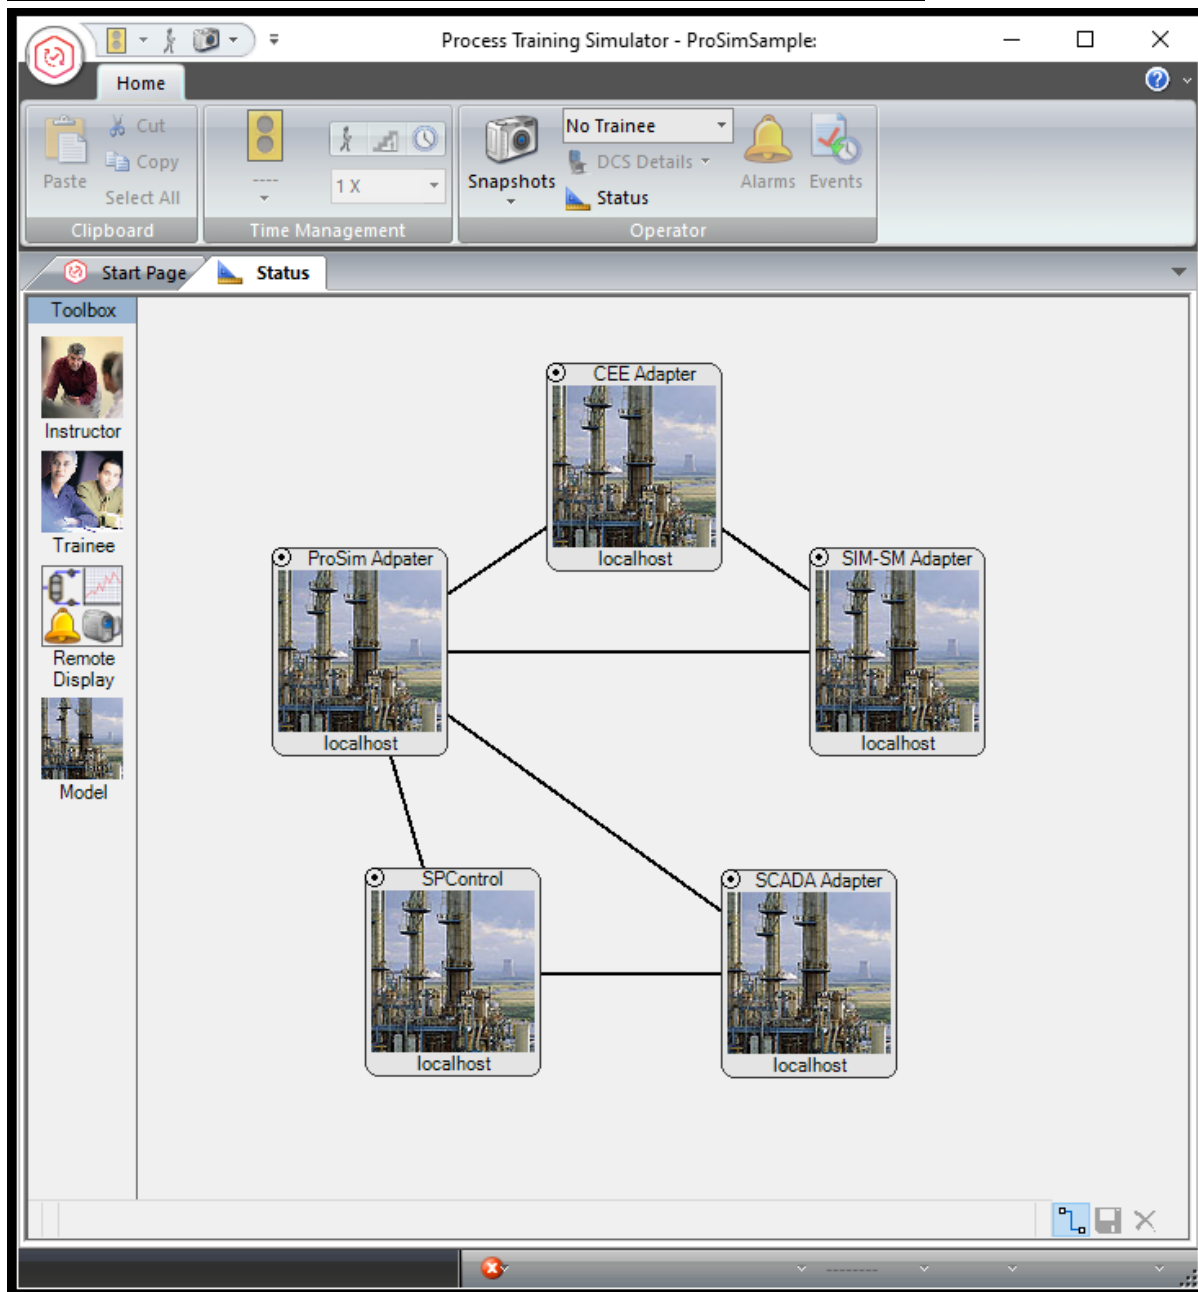 Process Training Simulator - ProSimSample:
Home
Paste
Cut
Copy
Select All
Clipboard
----
1 X
Time Management
Snapshots
No Trainee
DCS Details
Status
Alarms Events
Operator
Start Page
Status
Toolbox
Instructor
Trainee
Remote
Display
Model
CEE Adapter
localhost
ProSim Adpater
localhost
SIM-SM Adapter
localhost
SPControl
localhost
SCADA Adapter
localhost
--------